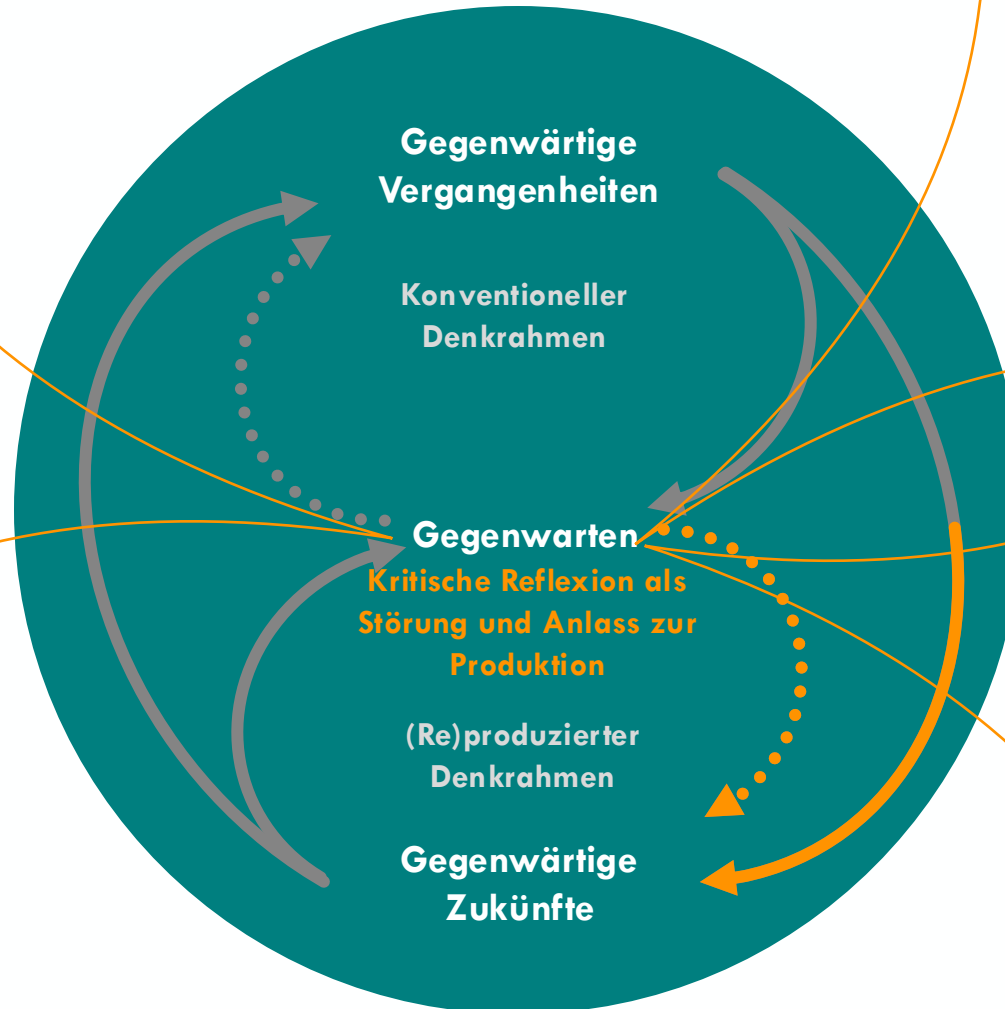 Gegenwärtige
Vergangenheiten
Konventioneller
Denkrahmen
Gegenwarten
Kritische Reflexion als
Störung und Anlass zur
Produktion
(Re)produzierter
Denkrahmen
Gegenwärtige
Zukünfte